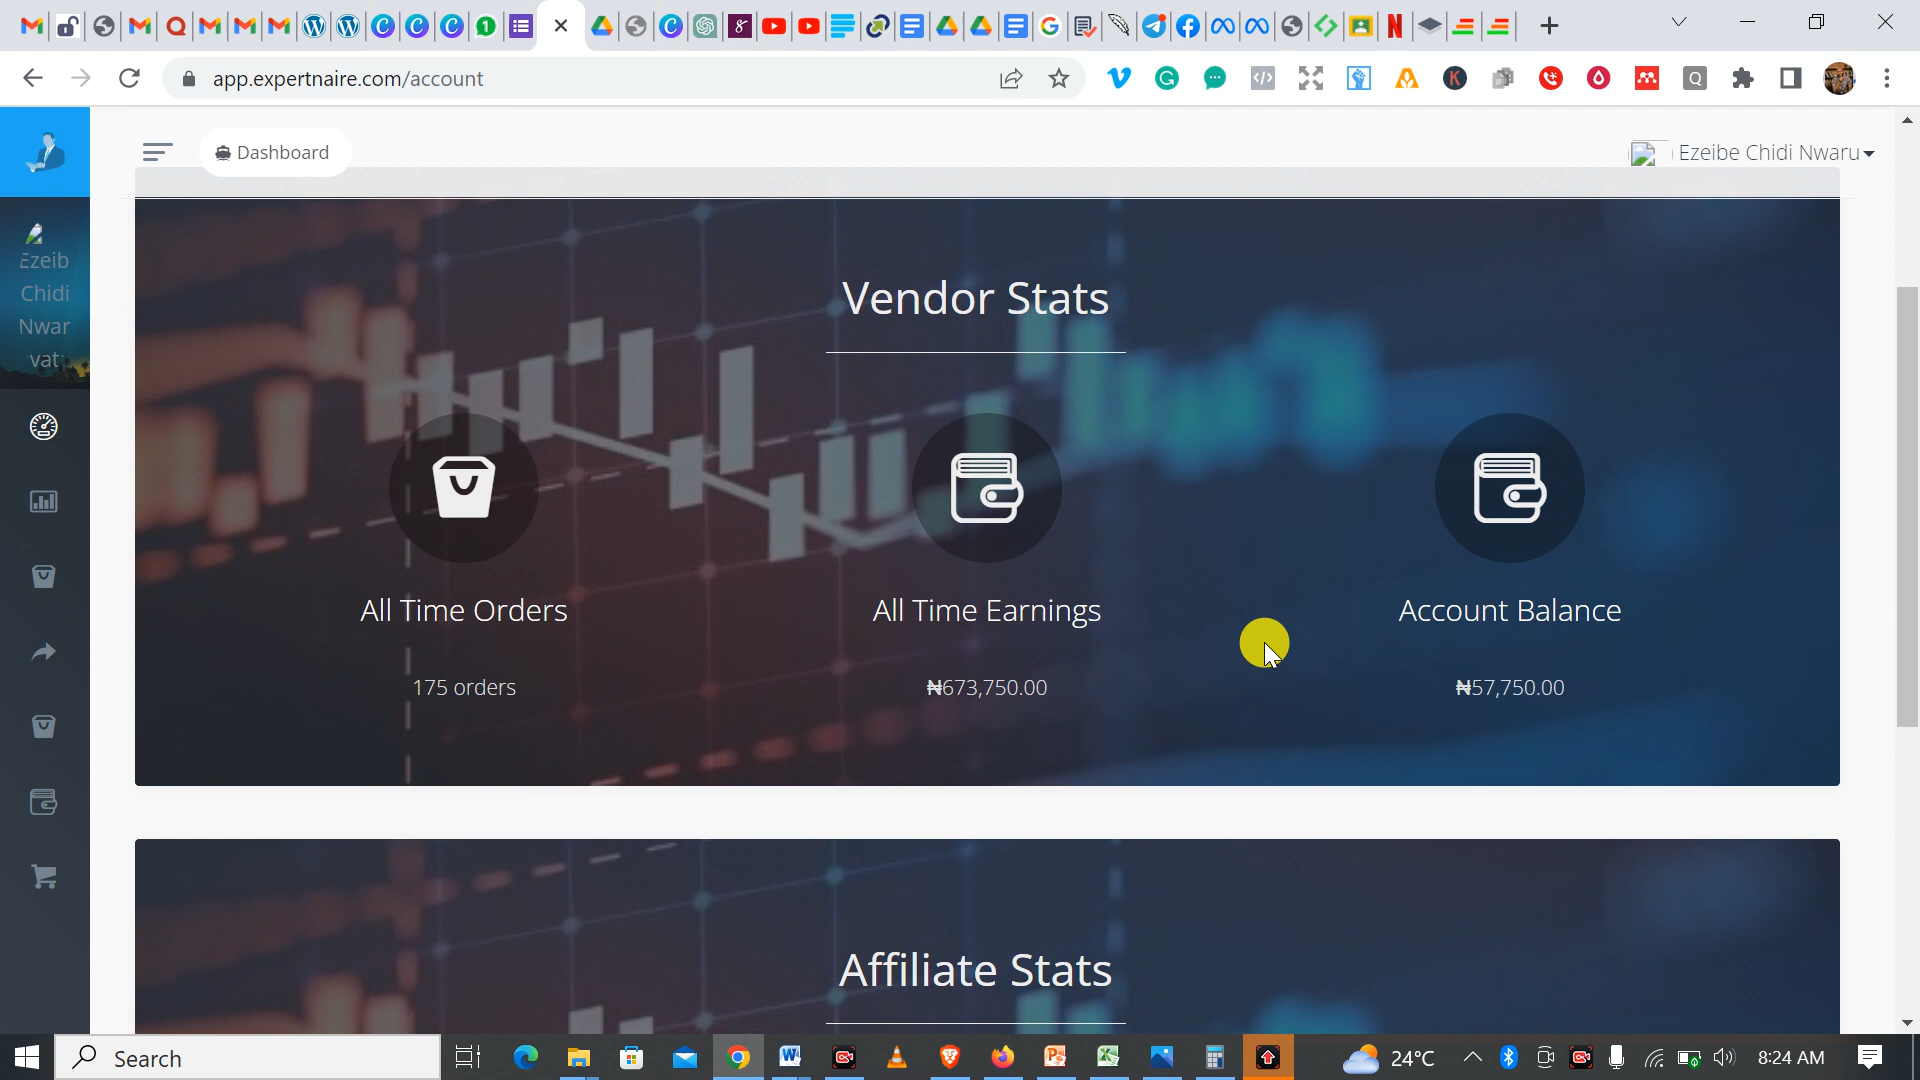 app.expertnaire.com/account
Dashboard
Ezeibe Chidi Nwaru
Ezeib
Chidi
Nwar
vat
Vendor Stats
All Time Orders
All Time Earnings
Account Balance
175 orders
₦673,750.00
₦57,750.00
Affiliate Stats
Search
24°C
8:24 AM